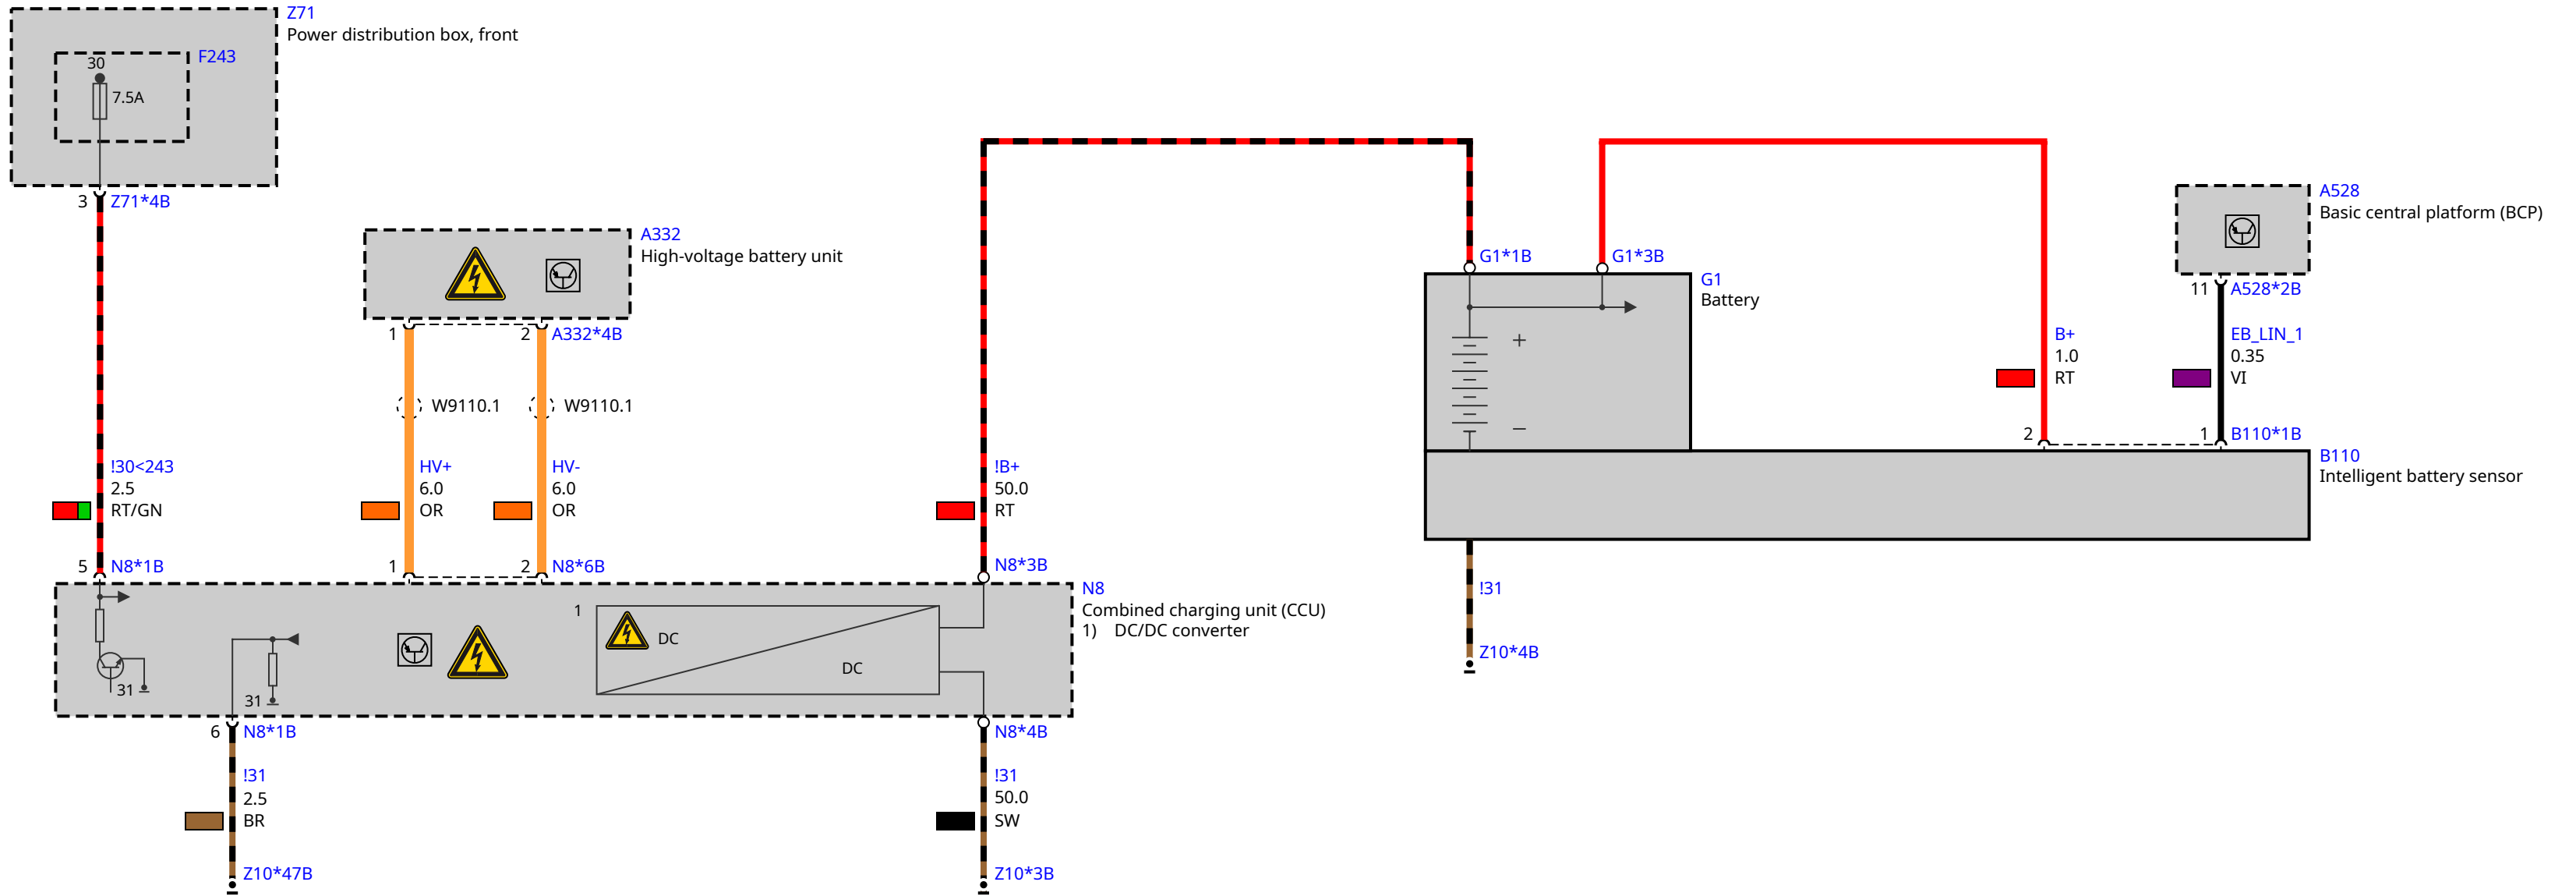 Z71
Power distribution box, front
F243
30
7.5A
3
Z71*4B
A332
High-voltage battery unit
1
2
A332*4B
W9110.1
W9110.1
!30<243
2.5
RT/GN
HV+
6.0
OR
HV-
6.0
OR
!B+
50.0
RT
5
N8*1B
1
2
N8*6B
N8*3B
N8
Combined charging unit (CCU)
1) DC/DC converter
1
DC
DC
31
31
6
N8*1B
N8*4B
!31
2.5
BR
!31
50.0
SW
Z10*47B
Z10*3B
G1*1B
G1*3B
G1
Battery
+
–
A528
Basic central platform (BCP)
11
A528*2B
B+
1.0
RT
EB_LIN_1
0.35
VI
2
1
B110*1B
B110
Intelligent battery sensor
!31
Z10*4B